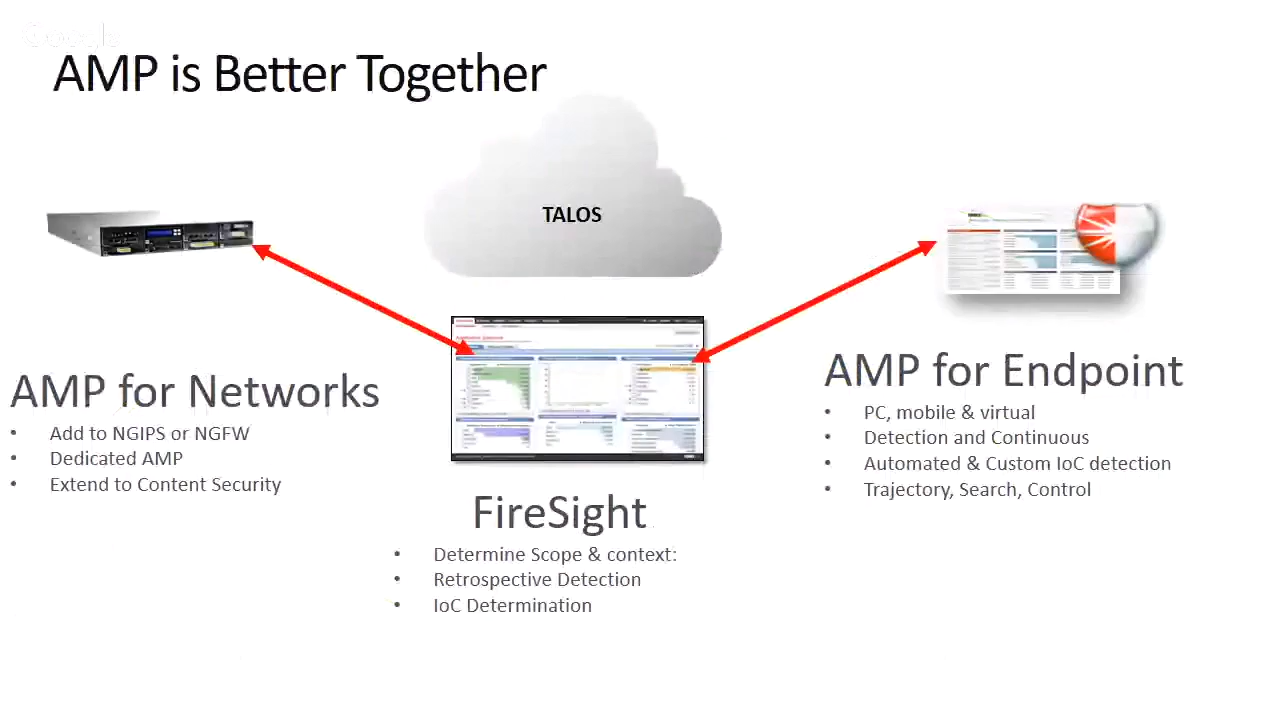 AMP is Better Together
TALOS
AMP for Networks
• Add to NGIPS or NGFW
• Dedicated AMP
• Extend to Content Security
FireSight
• Determine Scope & context:
• Retrospective Detection
• IoC Determination
AMP for Endpoint
• PC, mobile & virtual
• Detection and Continuous
• Automated & Custom IoC detection
• Trajectory, Search, Control